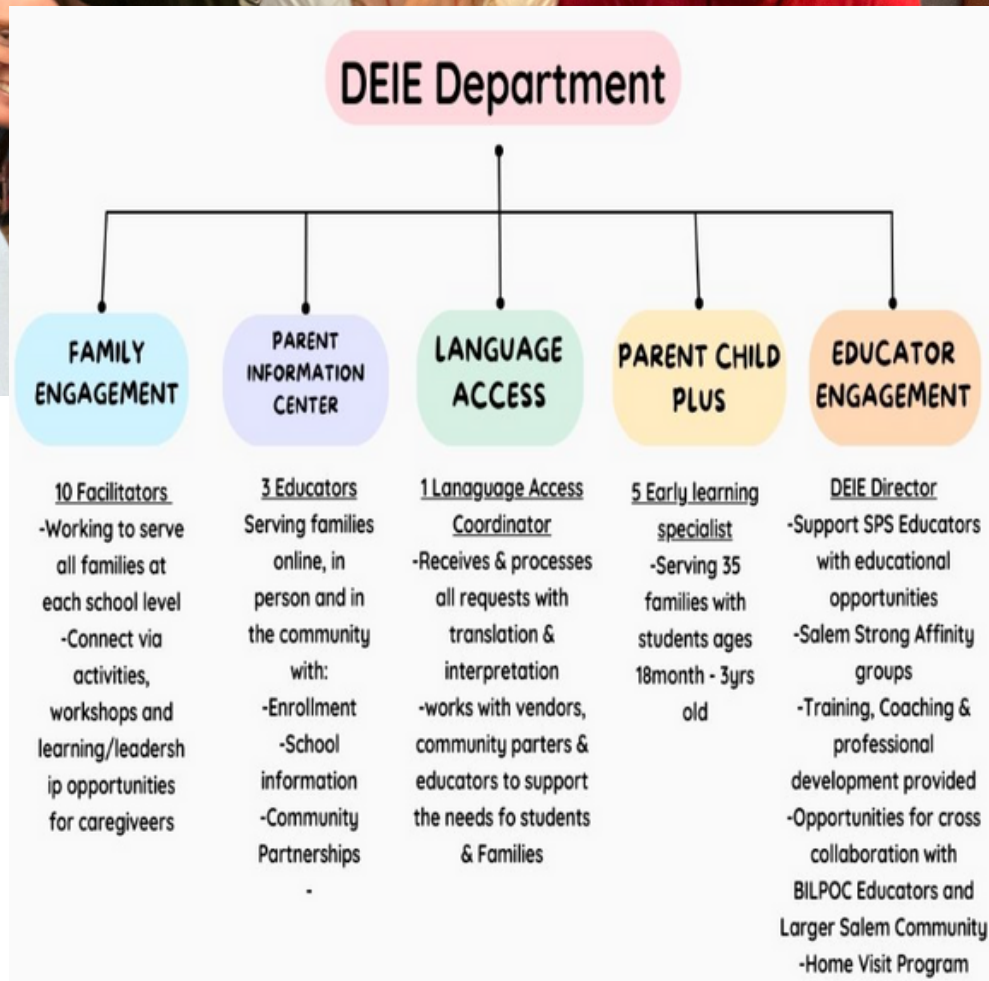 DEIE Department
FAMILY
ENGAGEMENT
10 Facilitators
-Working to serve
all families at
each school level
-Connect via
activities,
workshops and
learning/leadersh
ip opportunities
for caregiveers
PARENT
INFORMATION
CENTER
3 Educators
Serving families
online, in
person and in
the community
with:
-Enrollment
-School
information
-Community
Partnerships
-
LANGUAGE
ACCESS
1 Lanaguage Access
Coordinator
-Receives & processes
all requests with
translation &
interpretation
-works with vendors,
community parters &
educators to support
the needs fo students
& Families
PARENT CHILD
PLUS
5 Early learning
specialist
-Serving 35
families with
students ages
18month - 3yrs
old
EDUCATOR
ENGAGEMENT
DEIE Director
-Support SPS Educators
with educational
opportunities
-Salem Strong Affinity
groups
-Training, Coaching &
professional
development provided
-Opportunities for cross
collaboration with
BILPOC Educators and
Larger Salem Community
-Home Visit Program